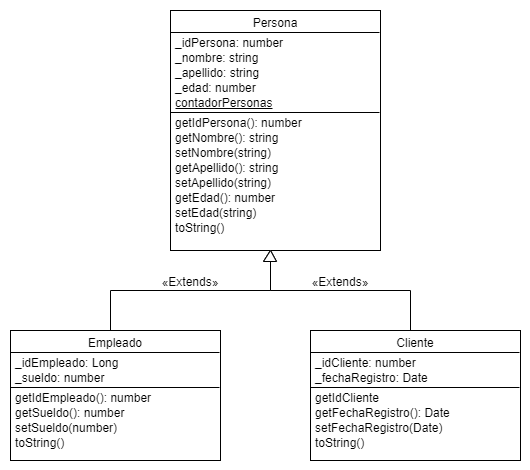 Persona
_idPersona: number
_nombre: string
_apellido: string
_edad: number
contadorPersonas
getIdPersona(): number
getNombre(): string
setNombre(string)
getApellido(): string
setApellido(string)
getEdad(): number
setEdad(string)
toString()
«Extends»
«Extends»
Empleado
_idEmpleado: Long
_sueldo: number
getIdEmpleado(): number
getSueldo(): number
setSueldo(number)
toString()
Cliente
_idCliente: number
_fechaRegistro: Date
getIdCliente
getFechaRegistro(): Date
setFechaRegistro(Date)
toString()